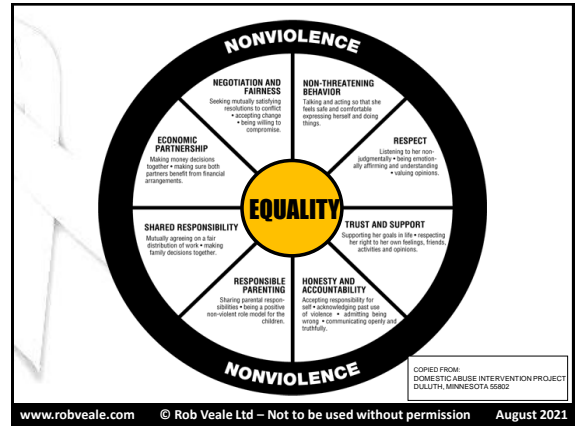 NONVIOLENCE
NEGOTIATION AND
FAIRNESS
Seeking mutually satisfying
resolutions to conflict
• accepting change
• being willing to
compromise.
NON-THREATENING
BEHAVIOR
Talking and acting so that she
feels safe and comfortable
expressing herself and doing
things.
ECONOMIC
PARTNERSHIP
Making money decisions
together • making sure both
partners benefit from financial
arrangements.
RESPECT
Listening to her non-
judgmentally • being emotion-
ally affirming and understanding
• valuing opinions.
EQUALITY
SHARED RESPONSIBILITY
Mutually agreeing on a fair
distribution of work • making
family decisions together.
TRUST AND SUPPORT
Supporting her goals in life • respecting
her right to her own feelings, friends,
activities and opinions.
RESPONSIBLE
PARENTING
Sharing parental respon-
sibilities • being a positive
non-violent role model for the
children.
HONESTY AND
ACCOUNTABILITY
Accepting responsibility for
self • acknowledging past use
of violence • admitting being
wrong • communicating openly and
truthfully.
NONVIOLENCE
COPIED FROM:
DOMESTIC ABUSE INTERVENTION PROJECT
DULUTH, MINNESOTA 55802
www.robveale.com © Rob Veale Ltd – Not to be used without permission August 2021